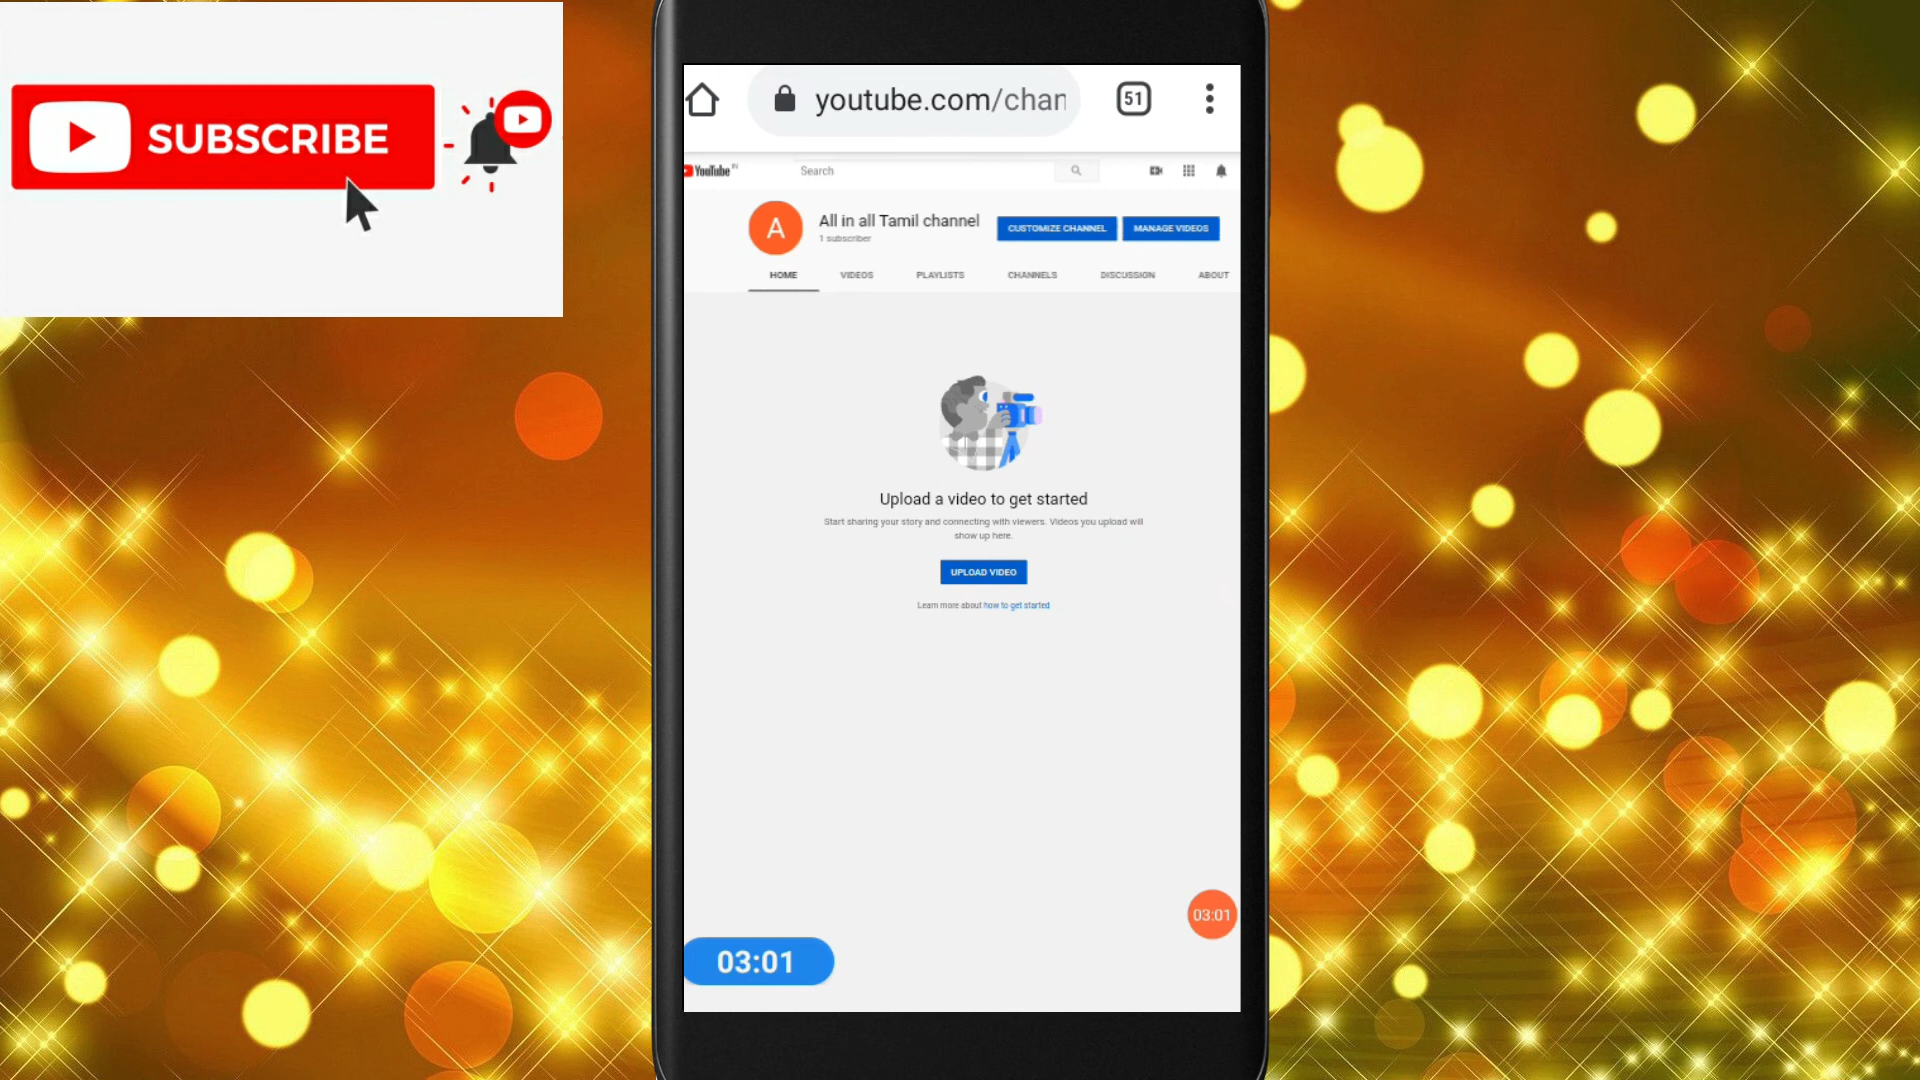 SUBSCRIBE
youtube.com/chan
51
YouTube IN
Search
A
All in all Tamil channel
1 subscriber
CUSTOMIZE CHANNEL
MANAGE VIDEOS
HOME
VIDEOS
PLAYLISTS
CHANNELS
DISCUSSION
ABOUT
Upload a video to get started
Start sharing your story and connecting with viewers. Videos you upload will
show up here.
UPLOAD VIDEO
Learn more about how to get started
03:01
03:01